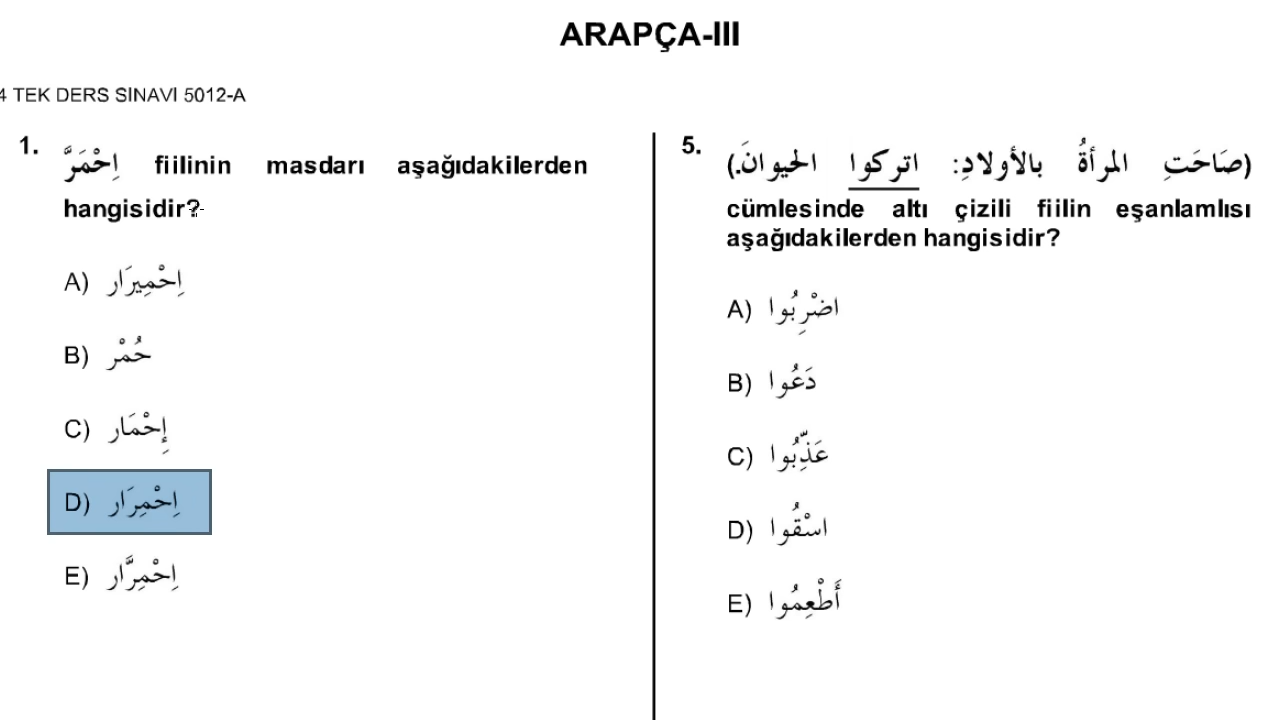 ARAPÇA-III
4 TEK DERS SINAVI 5012-A
1. اِحْمَرَّ fiilinin masdarı aşağıdakilerden
hangisidir?
A) اِحْمِيرَار
B) حُمْر
C) إِحْمَار
D) اِحْمِرَار
E) اِحْمِرَّار
5. (صَاحَتِ المرأةُ بالأولادِ: اتركوا الحيوانَ.)
cümlesinde altı çizili fiilin eşanlamlısı
aşağıdakilerden hangisidir?
A) اضْرِبُوا
B) دَعُوا
C) عَذِّبُوا
D) اسْقُوا
E) أَطْعِمُوا